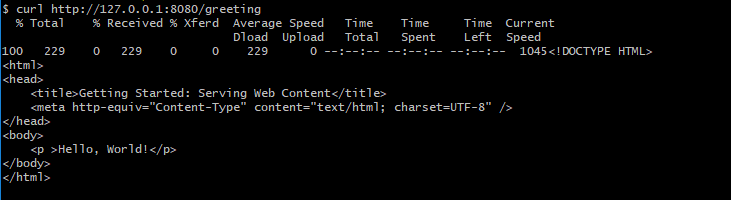 $ curl http://127.0.0.1:8080/greeting
  % Total    % Received % Xferd  Average Speed   Time    Time     Time  Current
                                 Dload  Upload   Total   Spent    Left  Speed
100   229    0   229    0     0    229      0 --:--:-- --:--:-- --:--:--  1045<!DOCTYPE HTML>
<html>
<head>
    <title>Getting Started: Serving Web Content</title>
    <meta http-equiv="Content-Type" content="text/html; charset=UTF-8" />
</head>
<body>
    <p >Hello, World!</p>
</body>
</html>